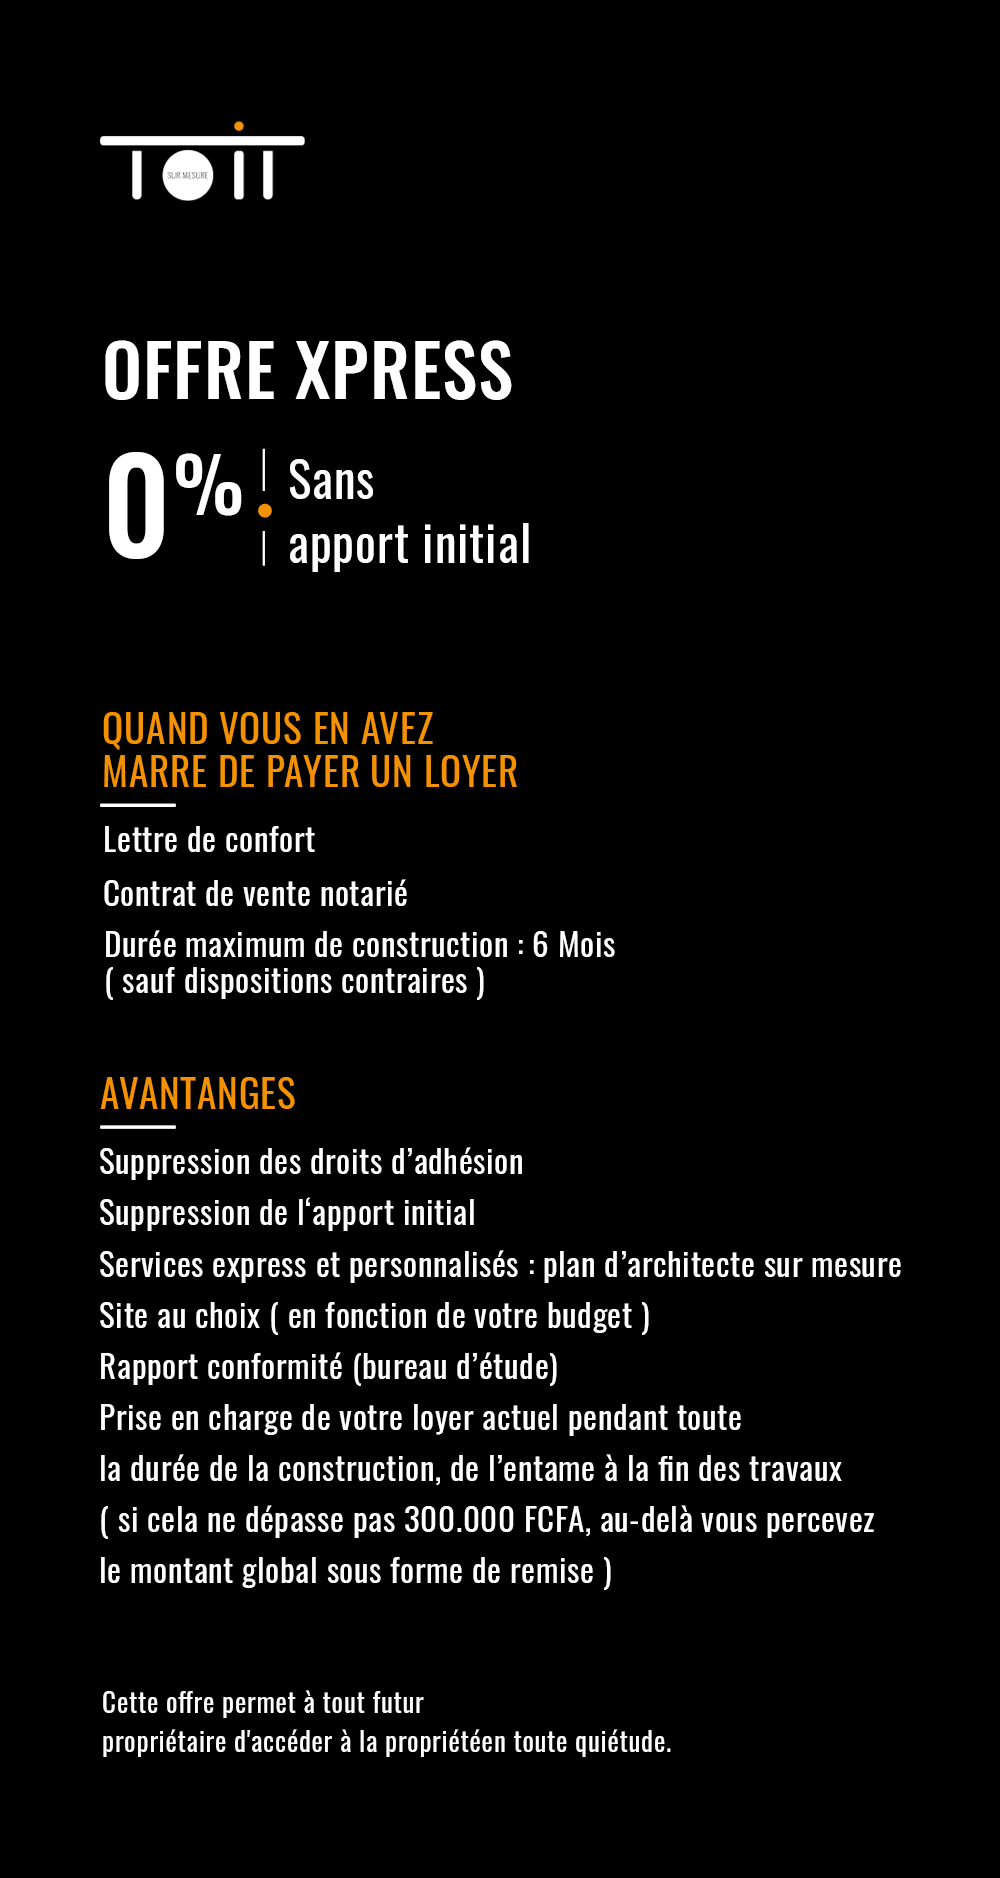 TOIT
SUR MESURE
OFFRE XPRESS
0% Sans
apport initial
QUAND VOUS EN AVEZ
MARRE DE PAYER UN LOYER
Lettre de confort
Contrat de vente notarié
Durée maximum de construction : 6 Mois
( sauf dispositions contraires )
AVANTANGES
Suppression des droits d’adhésion
Suppression de l‘apport initial
Services express et personnalisés : plan d’architecte sur mesure
Site au choix ( en fonction de votre budget )
Rapport conformité (bureau d’étude)
Prise en charge de votre loyer actuel pendant toute
la durée de la construction, de l’entame à la fin des travaux
( si cela ne dépasse pas 300.000 FCFA, au-delà vous percevez
le montant global sous forme de remise )
Cette offre permet à tout futur
propriétaire d'accéder à la propriétéen toute quiétude.